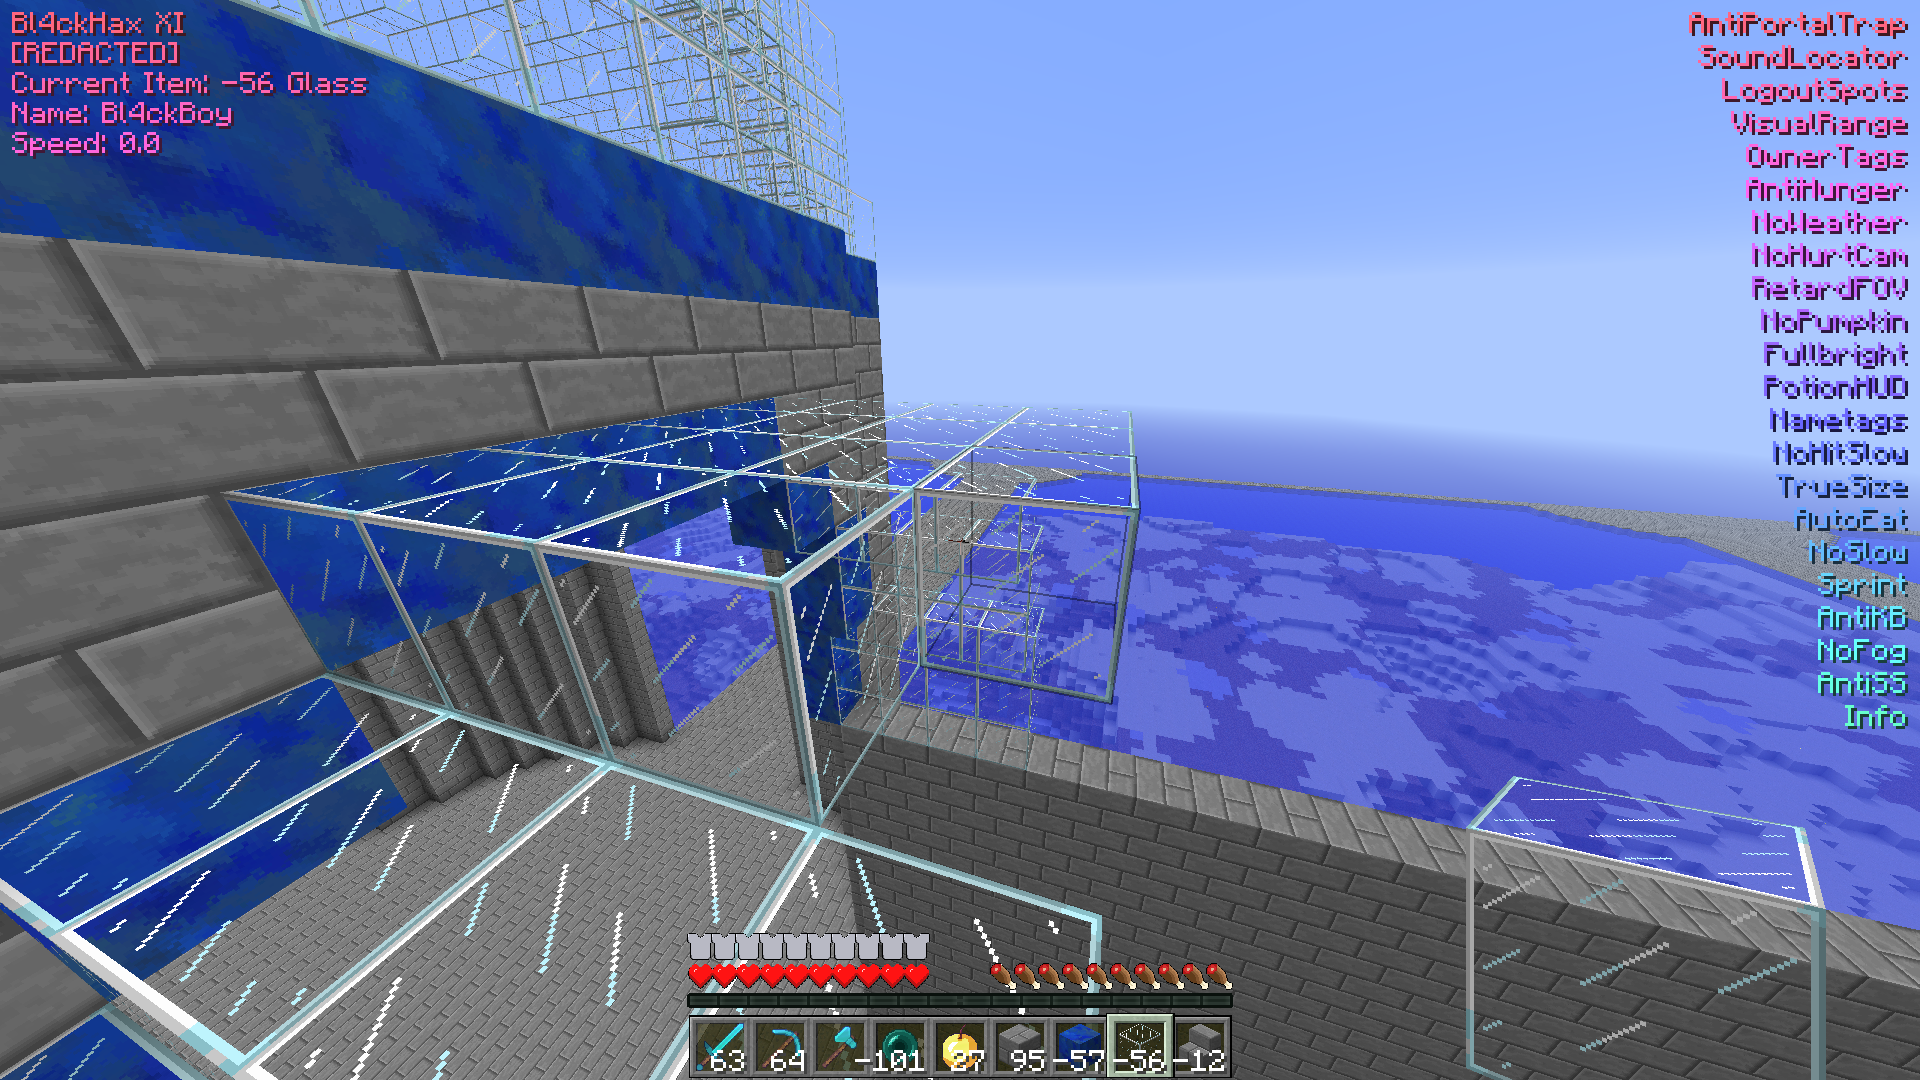 Bl4ckHax XI
[REDACTED]
Current Item: -56 Glass
Name: Bl4ckBoy
Speed: 0.0
AntiPortalTrap
SoundLocator
LogoutSpots
VisualRange
OwnerTags
AntiHunger
NoWeather
NoHurtCam
RetardFOV
NoPumpkin
Fullbright
PotionHUD
Nametags
NoHitSlow
TrueSize
AutoEat
NoSlow
Sprint
AntiKB
NoFog
AntiSS
Info
63 64 -101 27 95 -57 -56 -12